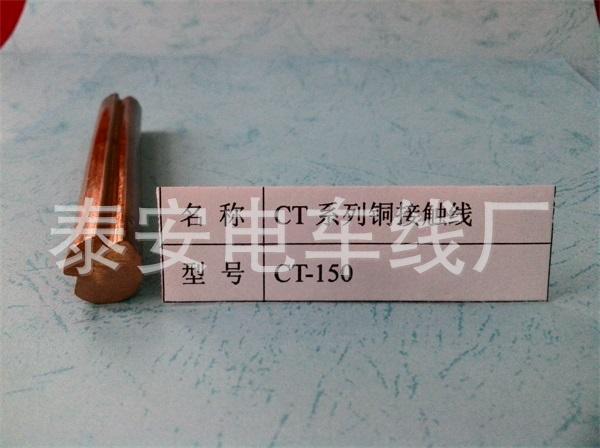 名 称 CT 系列铜接触线
泰安电车线厂
型 号 CT-150